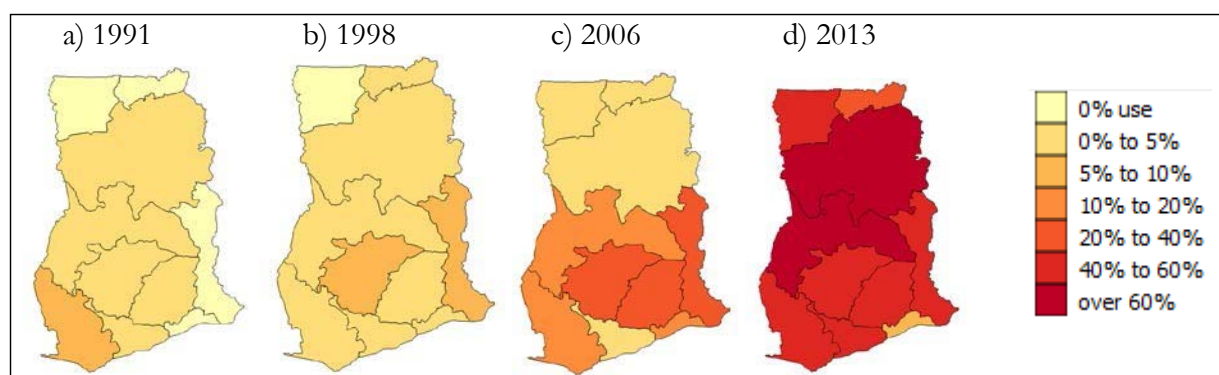 a) 1991
b) 1998
c) 2006
d) 2013
0% use
0% to 5%
5% to 10%
10% to 20%
20% to 40%
40% to 60%
over 60%